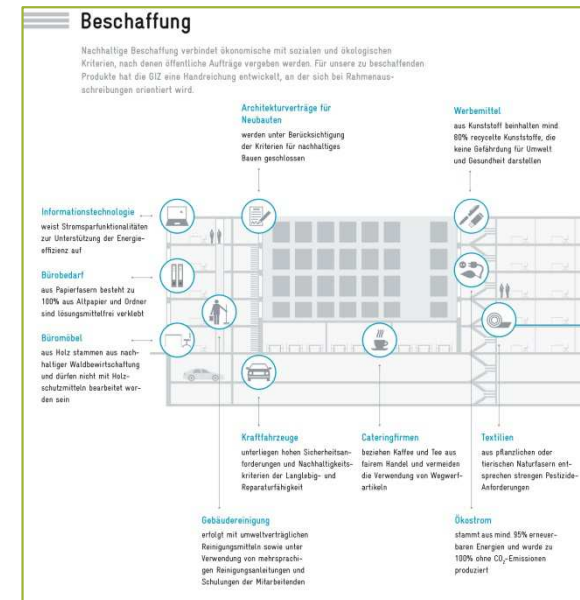 Beschaffung
Nachhaltige Beschaffung verbindet ökonomische mit sozialen und ökologischen
Kriterien, nach denen öffentliche Aufträge vergeben werden. Für unsere zu beschaffenden
Produkte hat die GIZ eine Handreichung entwickelt, an der sich bei Rahmenaus-
schreibungen orientiert wird.
Architekturverträge für
Neubauten
werden unter Berücksichtigung
der Kriterien für nachhaltiges
Bauen geschlossen
Werbemittel
aus Kunststoff beinhalten mind.
80% recycelte Kunststoffe, die
keine Gefährdung für Umwelt
und Gesundheit darstellen
Informationstechnologie
weist Stromsparfunktionalitäten
zur Unterstützung der Energie-
effizienz auf
Bürobedarf
aus Papierfasern besteht zu
100% aus Altpapier und Ordner
sind lösungsmittelfrei verklebt
Büromöbel
aus Holz stammen aus nach-
haltiger Waldbewirtschaftung
und dürfen nicht mit Holz-
schutzmitteln bearbeitet wor-
den sein
Kraftfahrzeuge
unterliegen hohen Sicherheitsan-
forderungen und Nachhaltigkeits-
kriterien der Langlebig- und
Reparaturfähigkeit
Cateringfirmen
beziehen Kaffee und Tee aus
fairem Handel und vermeiden
die Verwendung von Wegwerf-
artikeln
Textilien
aus pflanzlichen oder
tierischen Naturfasern ent-
sprechen strengen Pestizide-
Anforderungen
Gebäudereinigung
erfolgt mit umweltverträglichen
Reinigungsmitteln sowie unter
Verwendung von mehrsprachi-
gen Reinigungsanleitungen und
Schulungen der Mitarbeitenden
Ökostrom
stammt aus mind. 95% erneuer-
baren Energien und wurde zu
100% ohne CO₂-Emissionen
produziert